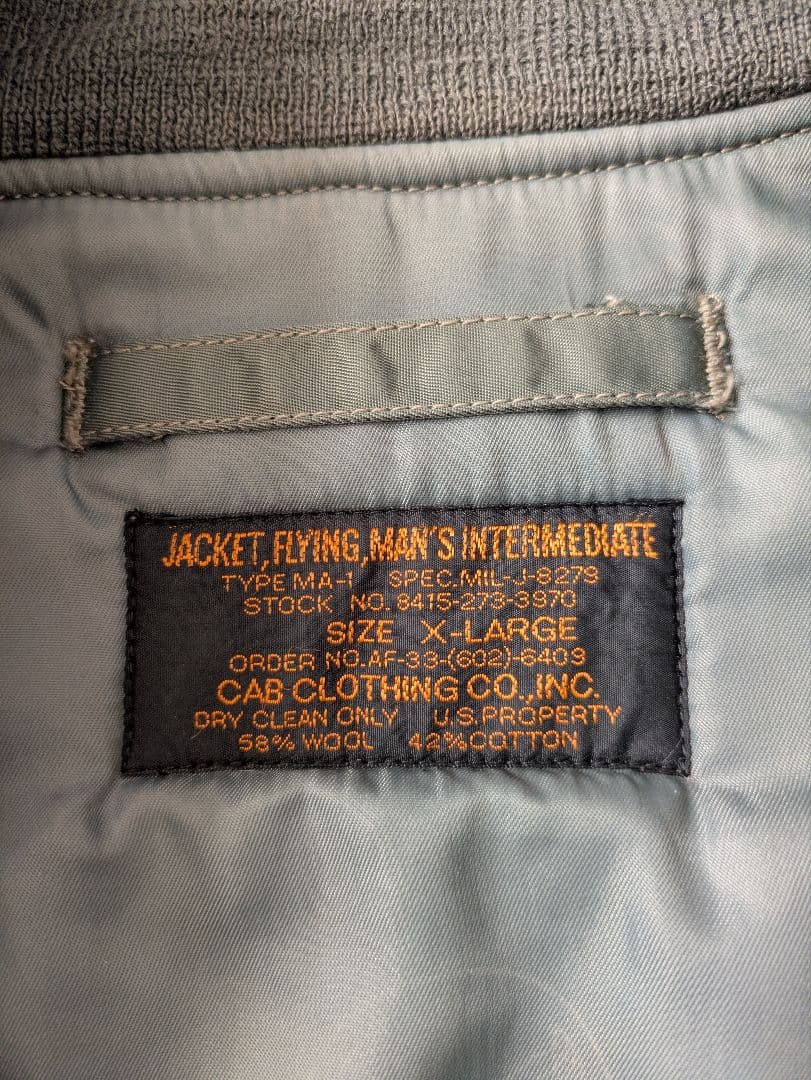 JACKET, FLYING, MAN'S INTERMEDIATE
TYPE MA-1 SPEC. MIL-J-8279
STOCK NO. 8415-273-3970
SIZE X-LARGE
ORDER NO. AF-33-(602)-6409
CAB CLOTHING CO., INC.
DRY CLEAN ONLY U.S. PROPERTY
58% WOOL 42% COTTON